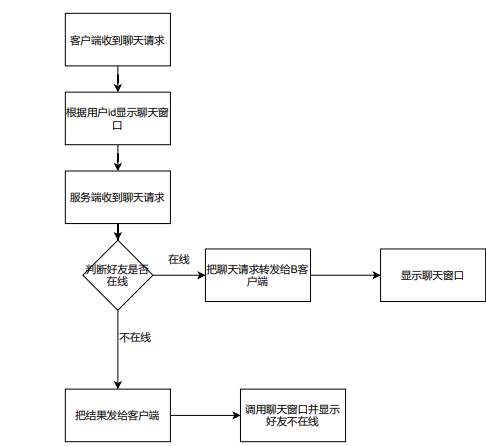 客户端收到聊天请求
根据用户id显示聊天窗
口
服务端收到聊天请求
判断好友是否
在线
在线
把聊天请求转发给B客
户端
显示聊天窗口
不在线
把结果发给客户端
调用聊天窗口并显示
好友不在线